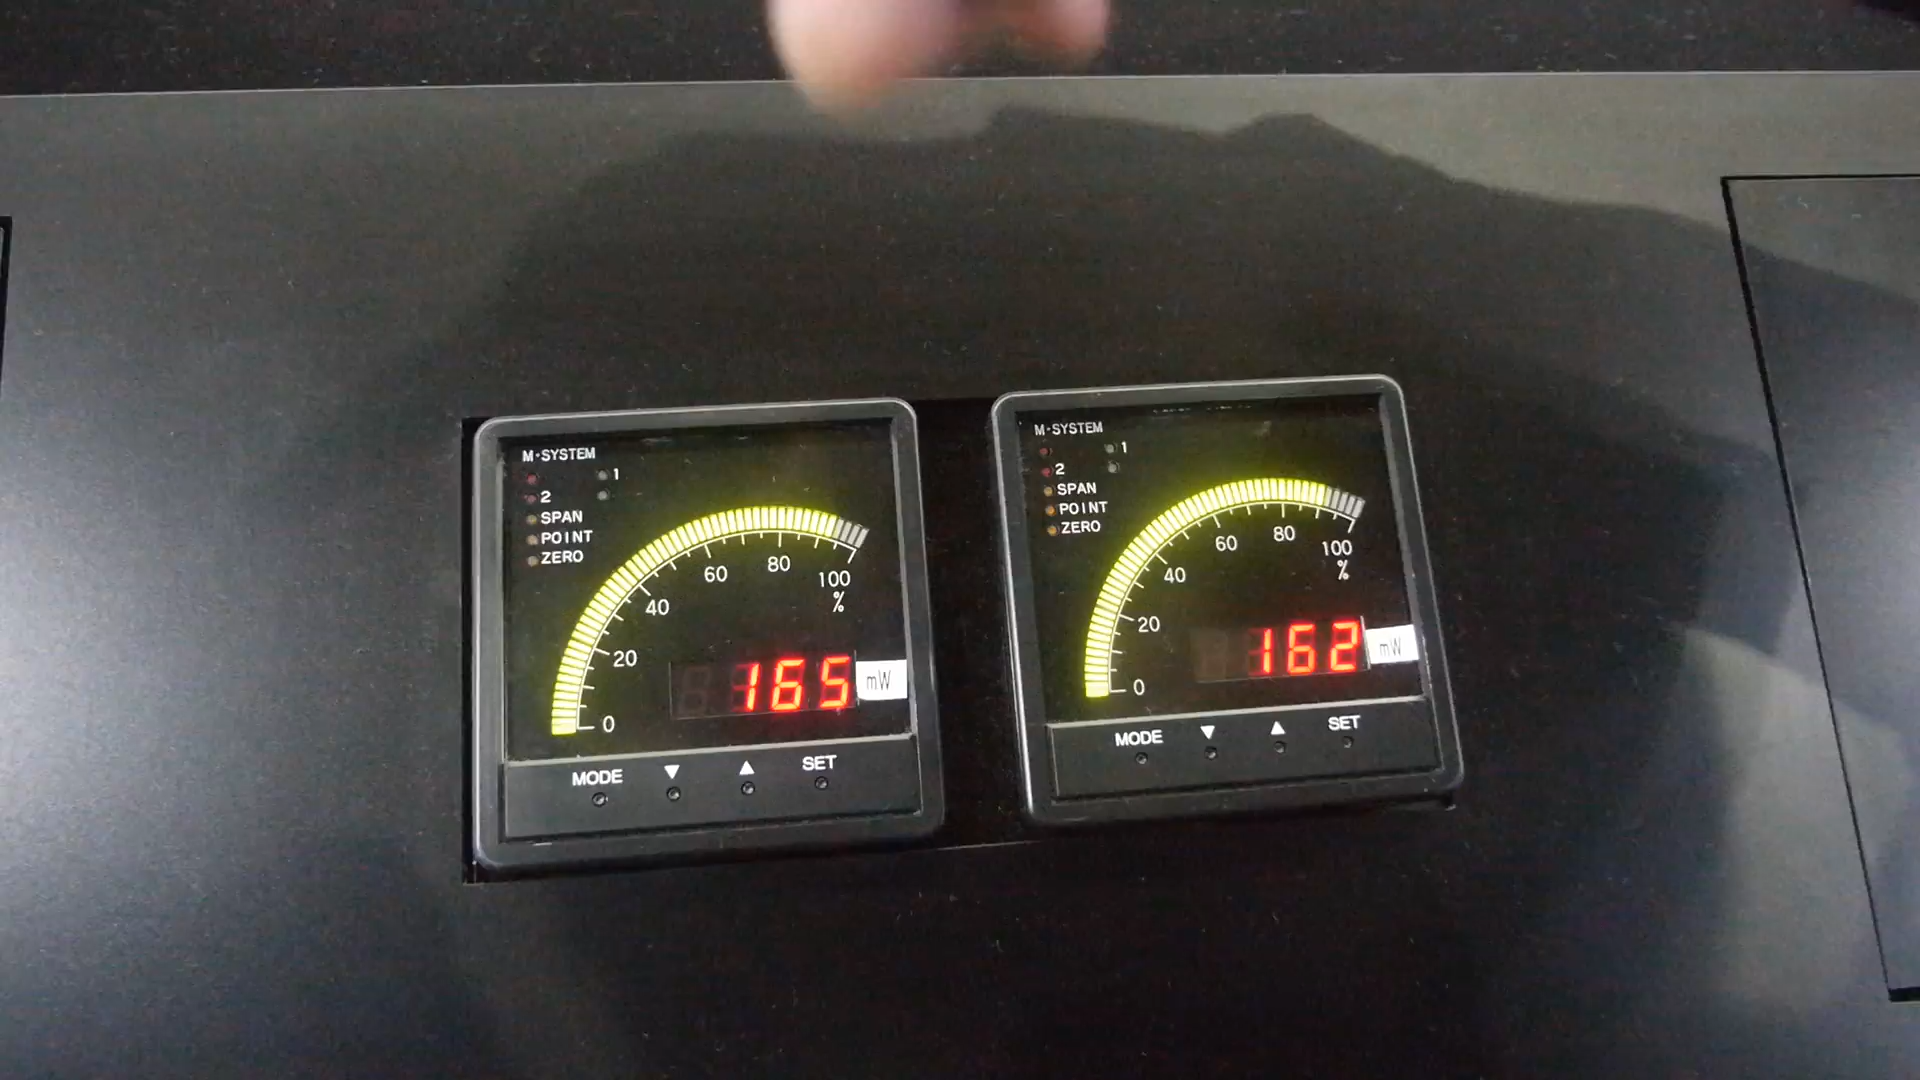 M-SYSTEM
1
2
SPAN
POINT
ZERO
0
20
40
60
80
100
%
165 mW
MODE ▼ ▲ SET
M-SYSTEM
1
2
SPAN
POINT
ZERO
0
20
40
60
80
100
%
162 mW
MODE ▼ ▲ SET